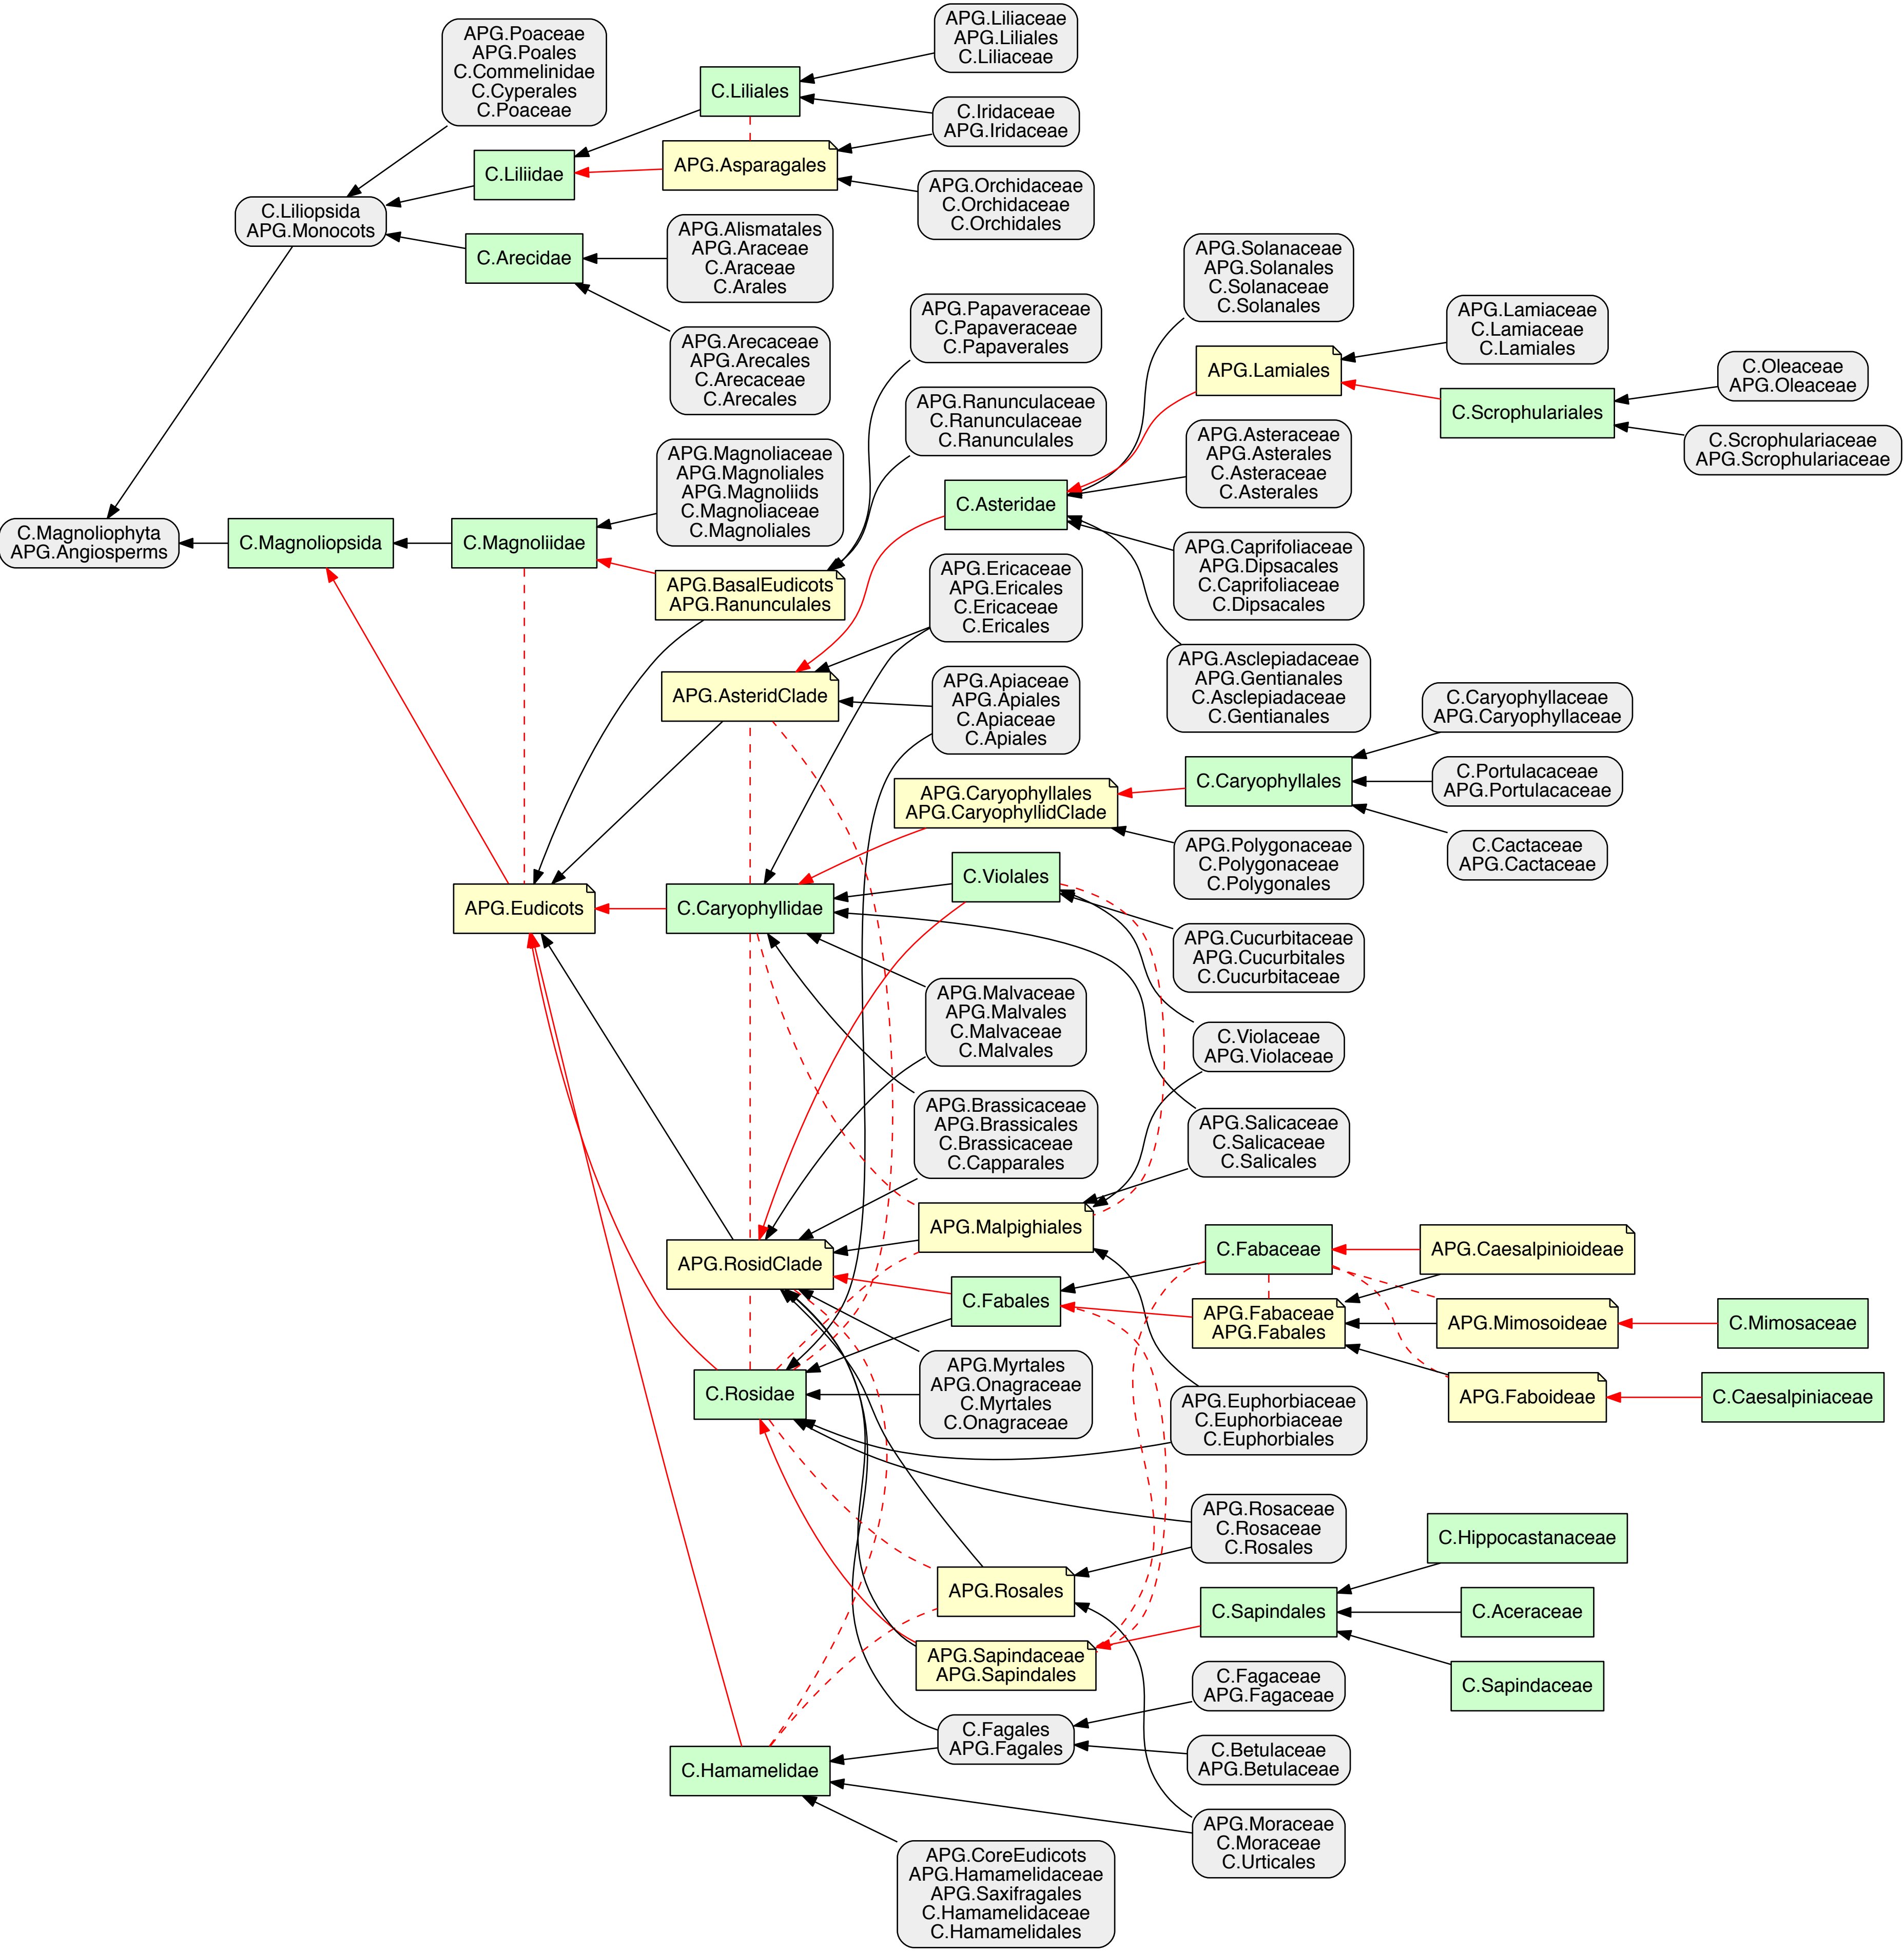 APG.Poaceae
APG.Poales
C.Commelinidae
C.Cyperales
C.Poaceae
C.Liliales
APG.Liliaceae
APG.Liliales
C.Liliaceae
C.Iridaceae
APG.Iridaceae
C.Liliidae
APG.Asparagales
APG.Orchidaceae
C.Orchidaceae
C.Orchidales
C.Liliopsida
APG.Monocots
C.Arecidae
APG.Alismatales
APG.Araceae
C.Araceae
C.Arales
APG.Arecaceae
APG.Arecales
C.Arecaceae
C.Arecales
APG.Papaveraceae
C.Papaveraceae
C.Papaverales
APG.Ranunculaceae
C.Ranunculaceae
C.Ranunculales
APG.Solanaceae
APG.Solanales
C.Solanaceae
C.Solanales
APG.Lamiales
APG.Lamiaceae
C.Lamiaceae
C.Lamiales
C.Scrophulariales
C.Oleaceae
APG.Oleaceae
C.Scrophulariaceae
APG.Scrophulariaceae
APG.Asteraceae
APG.Asterales
C.Asteraceae
C.Asterales
C.Asteridae
C.Magnoliophyta
APG.Angiosperms
C.Magnoliopsida
C.Magnoliidae
APG.Magnoliaceae
APG.Magnoliales
APG.Magnoliids
C.Magnoliaceae
C.Magnoliales
APG.BasalEudicots
APG.Ranunculales
APG.Ericaceae
APG.Ericales
C.Ericaceae
C.Ericales
APG.Caprifoliaceae
APG.Dipsacales
C.Caprifoliaceae
C.Dipsacales
APG.AsteridClade
APG.Apiaceae
APG.Apiales
C.Apiaceae
C.Apiales
APG.Asclepiadaceae
APG.Gentianales
C.Asclepiadaceae
C.Gentianales
C.Caryophyllaceae
APG.Caryophyllaceae
APG.Caryophyllales
APG.CaryophyllidClade
C.Caryophyllales
C.Portulacaceae
APG.Portulacaceae
C.Cactaceae
APG.Cactaceae
APG.Polygonaceae
C.Polygonaceae
C.Polygonales
APG.Eudicots
C.Caryophyllidae
C.Violales
APG.Cucurbitaceae
APG.Cucurbitales
C.Cucurbitaceae
APG.Malvaceae
APG.Malvales
C.Malvaceae
C.Malvales
C.Violaceae
APG.Violaceae
APG.Brassicaceae
APG.Brassicales
C.Brassicaceae
C.Capparales
APG.Salicaceae
C.Salicaceae
C.Salicales
APG.RosidClade
APG.Malpighiales
C.Fabaceae
APG.Caesalpinioideae
C.Fabales
APG.Fabaceae
APG.Fabales
APG.Mimosoideae
C.Mimosaceae
C.Rosidae
APG.Myrtales
APG.Onagraceae
C.Myrtales
C.Onagraceae
APG.Euphorbiaceae
C.Euphorbiaceae
C.Euphorbiales
APG.Faboideae
C.Caesalpiniaceae
APG.Rosaceae
C.Rosaceae
C.Rosales
APG.Rosales
C.Sapindales
C.Hippocastanaceae
C.Aceraceae
C.Sapindaceae
APG.Sapindaceae
APG.Sapindales
C.Fagaceae
APG.Fagaceae
C.Fagales
APG.Fagales
C.Betulaceae
APG.Betulaceae
C.Hamamelidae
APG.Moraceae
C.Moraceae
C.Urticales
APG.CoreEudicots
APG.Hamamelidaceae
APG.Saxifragales
C.Hamamelidaceae
C.Hamamelidales